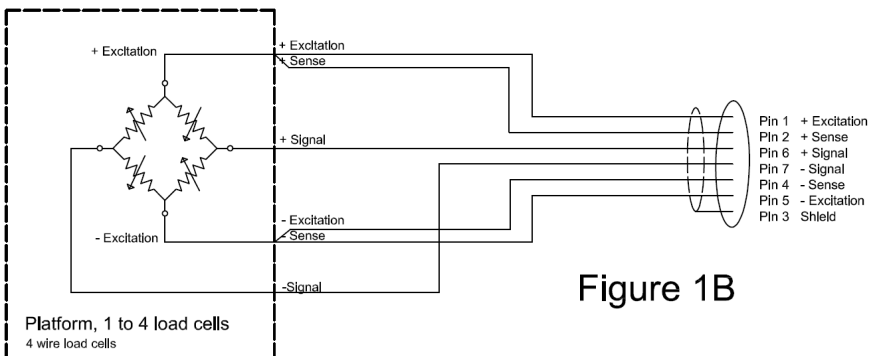 + Excitation
+ Excitation
+ Sense
+ Signal
- Excitation
- Sense
- Excitation
-Signal
Pin 1 + Excitation
Pin 2 + Sense
Pin 6 + Signal
Pin 7 - Signal
Pin 4 - Sense
Pin 5 - Excitation
Pin 3 Shield
Figure 1B
Platform, 1 to 4 load cells
4 wire load cells